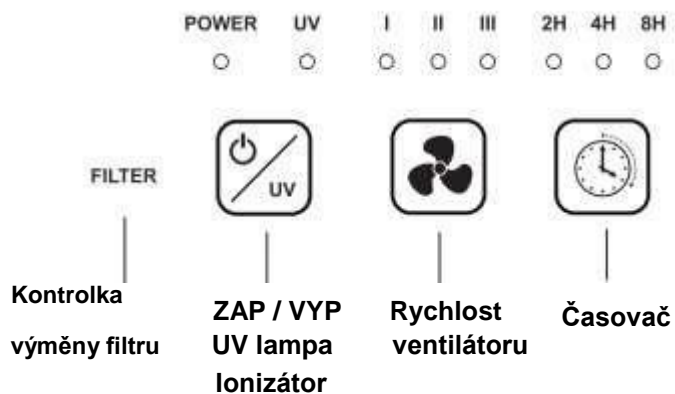 POWER UV I II III 2H 4H 8H
FILTER
UV
Kontrolka
výměny filtru
ZAP / VYP
UV lampa
Ionizátor
Rychlost
ventilátoru
Časovač